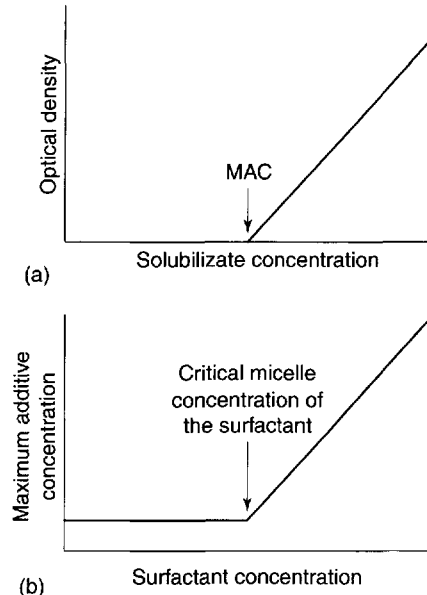 Optical density
MAC
Solubilizate concentration
(a)
Maximum additive
concentration
Critical micelle
concentration of
the surfactant
Surfactant concentration
(b)